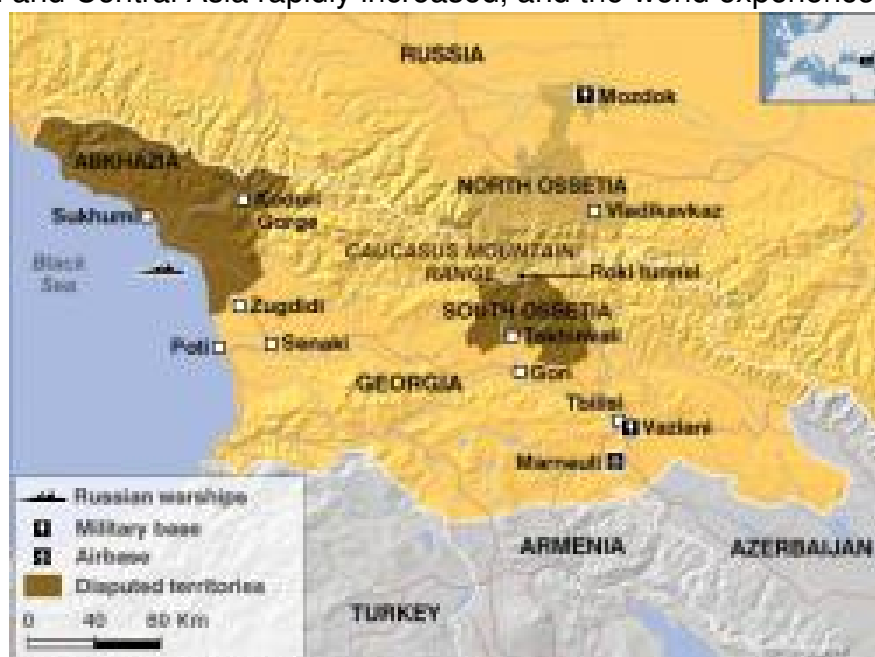 and Central Asia rapidly increased, and the world experience
RUSSIA
Mozdok
ABKHAZIA
NORTH OSSETIA
Kodori
Gorge
Vladikavkaz
Sukhumi
CAUCASUS MOUNTAIN
RANGE
Roki tunnel
Black
Sea
Zugdidi
SOUTH OSSETIA
Tskhinvali
Poti
Senaki
Gori
GEORGIA
Tbilisi
Vaziani
Marneuli
Russian warships
Military base
Airbase
Disputed territories
0 40 80 Km
ARMENIA
AZERBAIJAN
TURKEY